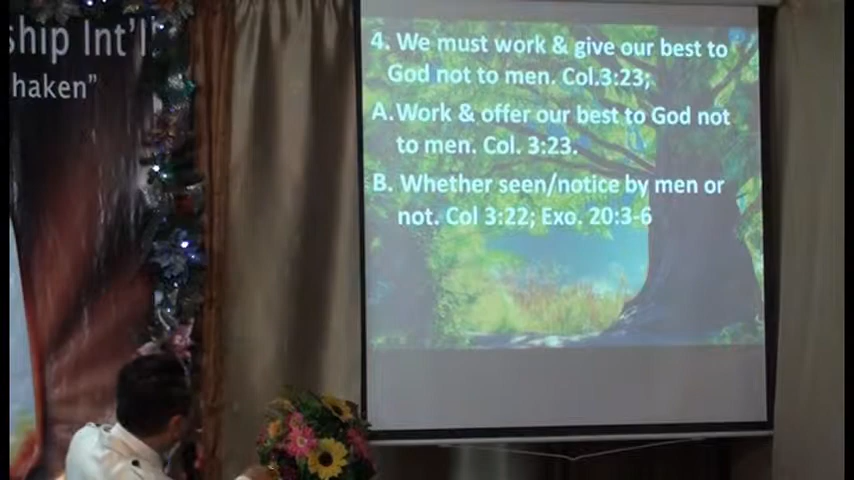 ship Int'l
haken”
4. We must work & give our best to
God not to men. Col.3:23;
A. Work & offer our best to God not
to men. Col. 3:23.
B. Whether seen/notice by men or
not. Col 3:22; Exo. 20:3-6